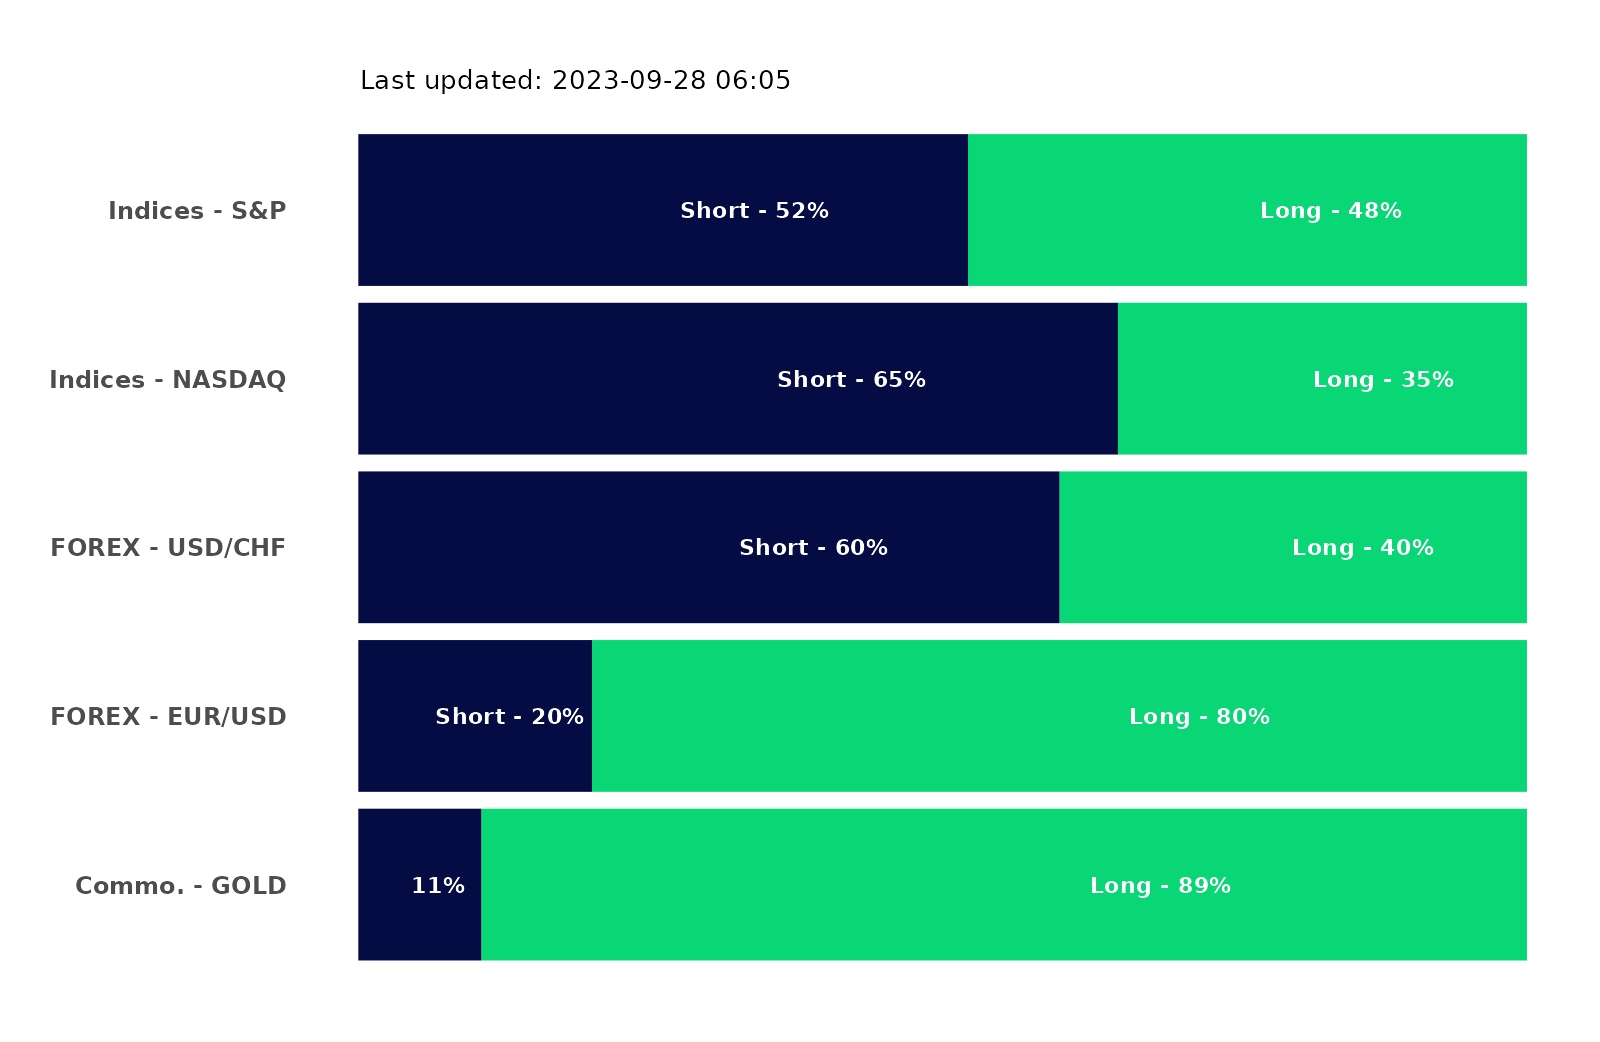 Last updated: 2023-09-28 06:05
Indices - S&P Short - 52% Long - 48%
Indices - NASDAQ Short - 65% Long - 35%
FOREX - USD/CHF Short - 60% Long - 40%
FOREX - EUR/USD Short - 20% Long - 80%
Commo. - GOLD 11% Long - 89%